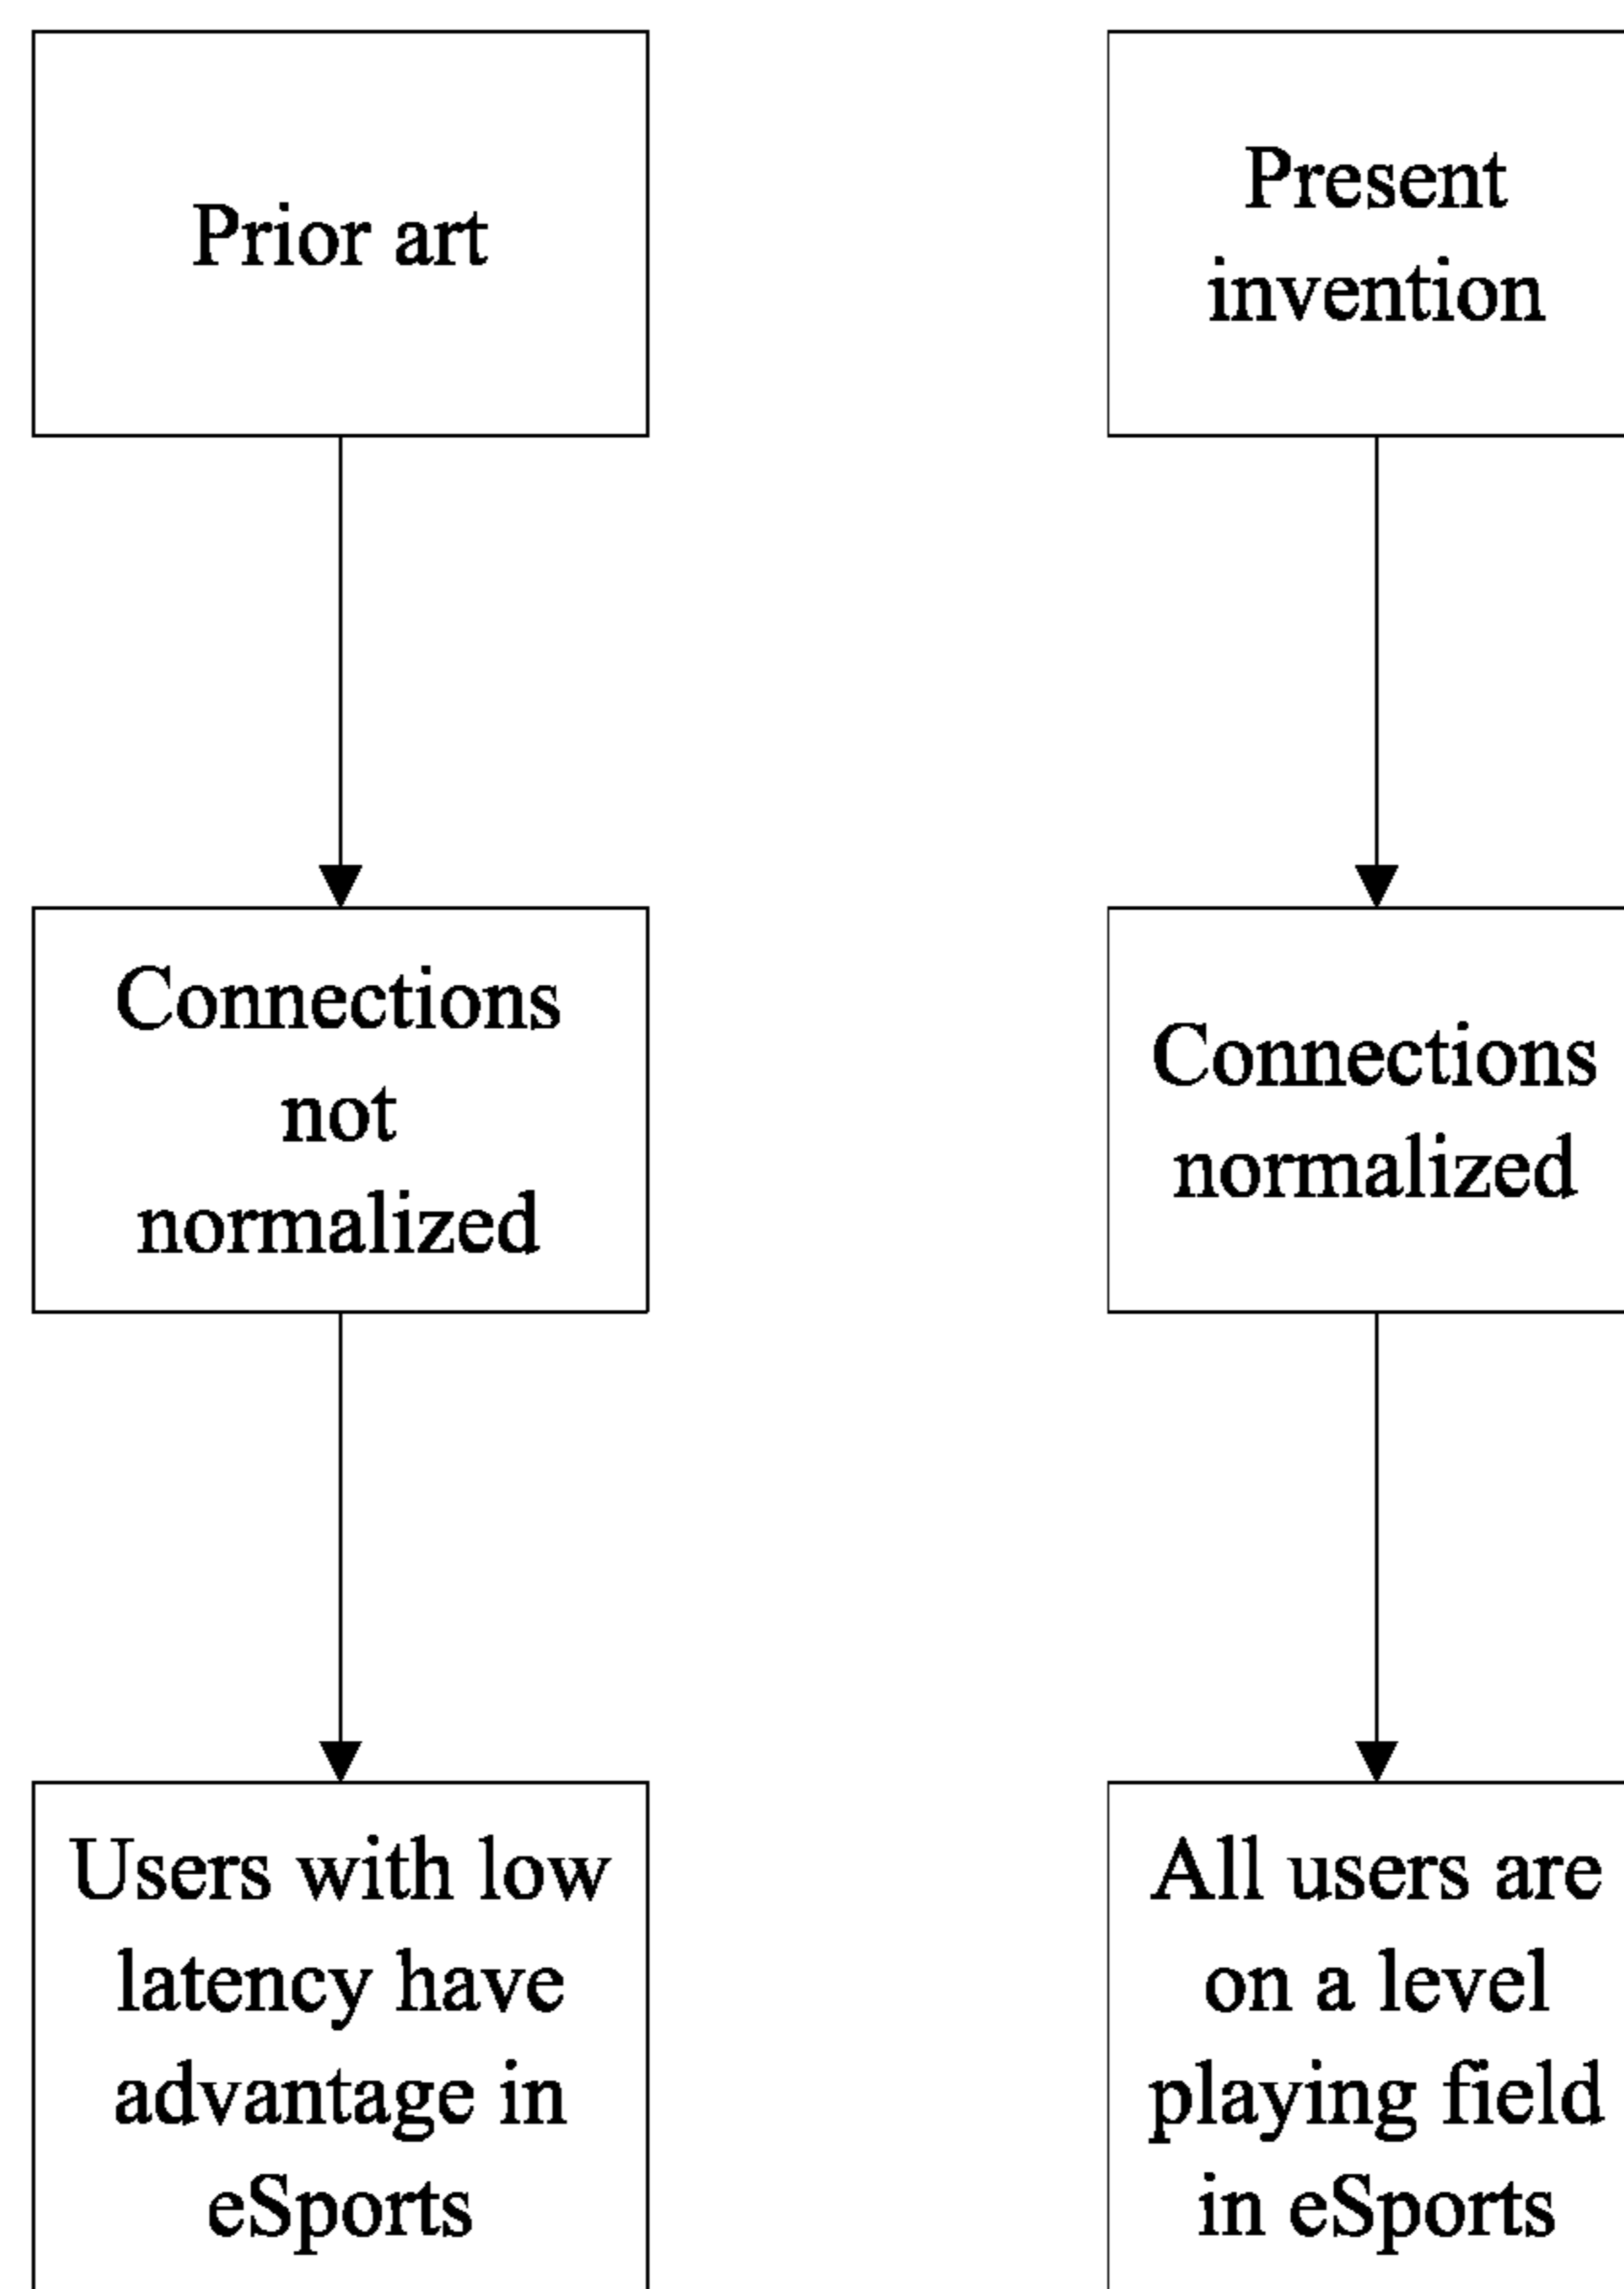 Prior art
Connections
not
normalized
Users with low
latency have
advantage in
eSports
Present
invention
Connections
normalized
All users are
on a level
playing field
in eSports